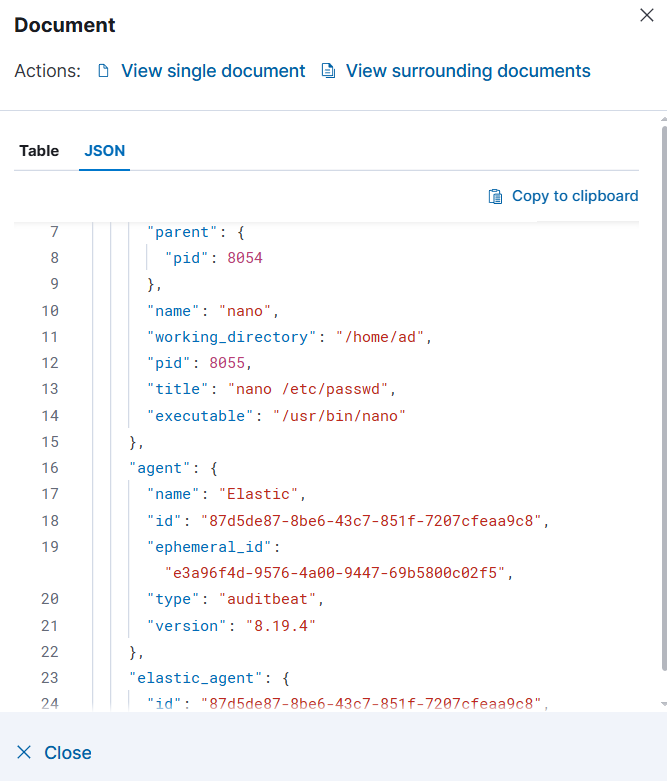 Document
Actions: View single document View surrounding documents
Table JSON
Copy to clipboard
7 "parent": {
8 "pid": 8054
9 },
10 "name": "nano",
11 "working_directory": "/home/ad",
12 "pid": 8055,
13 "title": "nano /etc/passwd",
14 "executable": "/usr/bin/nano"
15 },
16 "agent": {
17 "name": "Elastic",
18 "id": "87d5de87-8be6-43c7-851f-7207cfeaa9c8",
19 "ephemeral_id":
"e3a96f4d-9576-4a00-9447-69b5800c02f5",
20 "type": "auditbeat",
21 "version": "8.19.4"
22 },
23 "elastic_agent": {
24 "id": "87d5de87-8be6-43c7-851f-7207cfeaa9c8",
Close